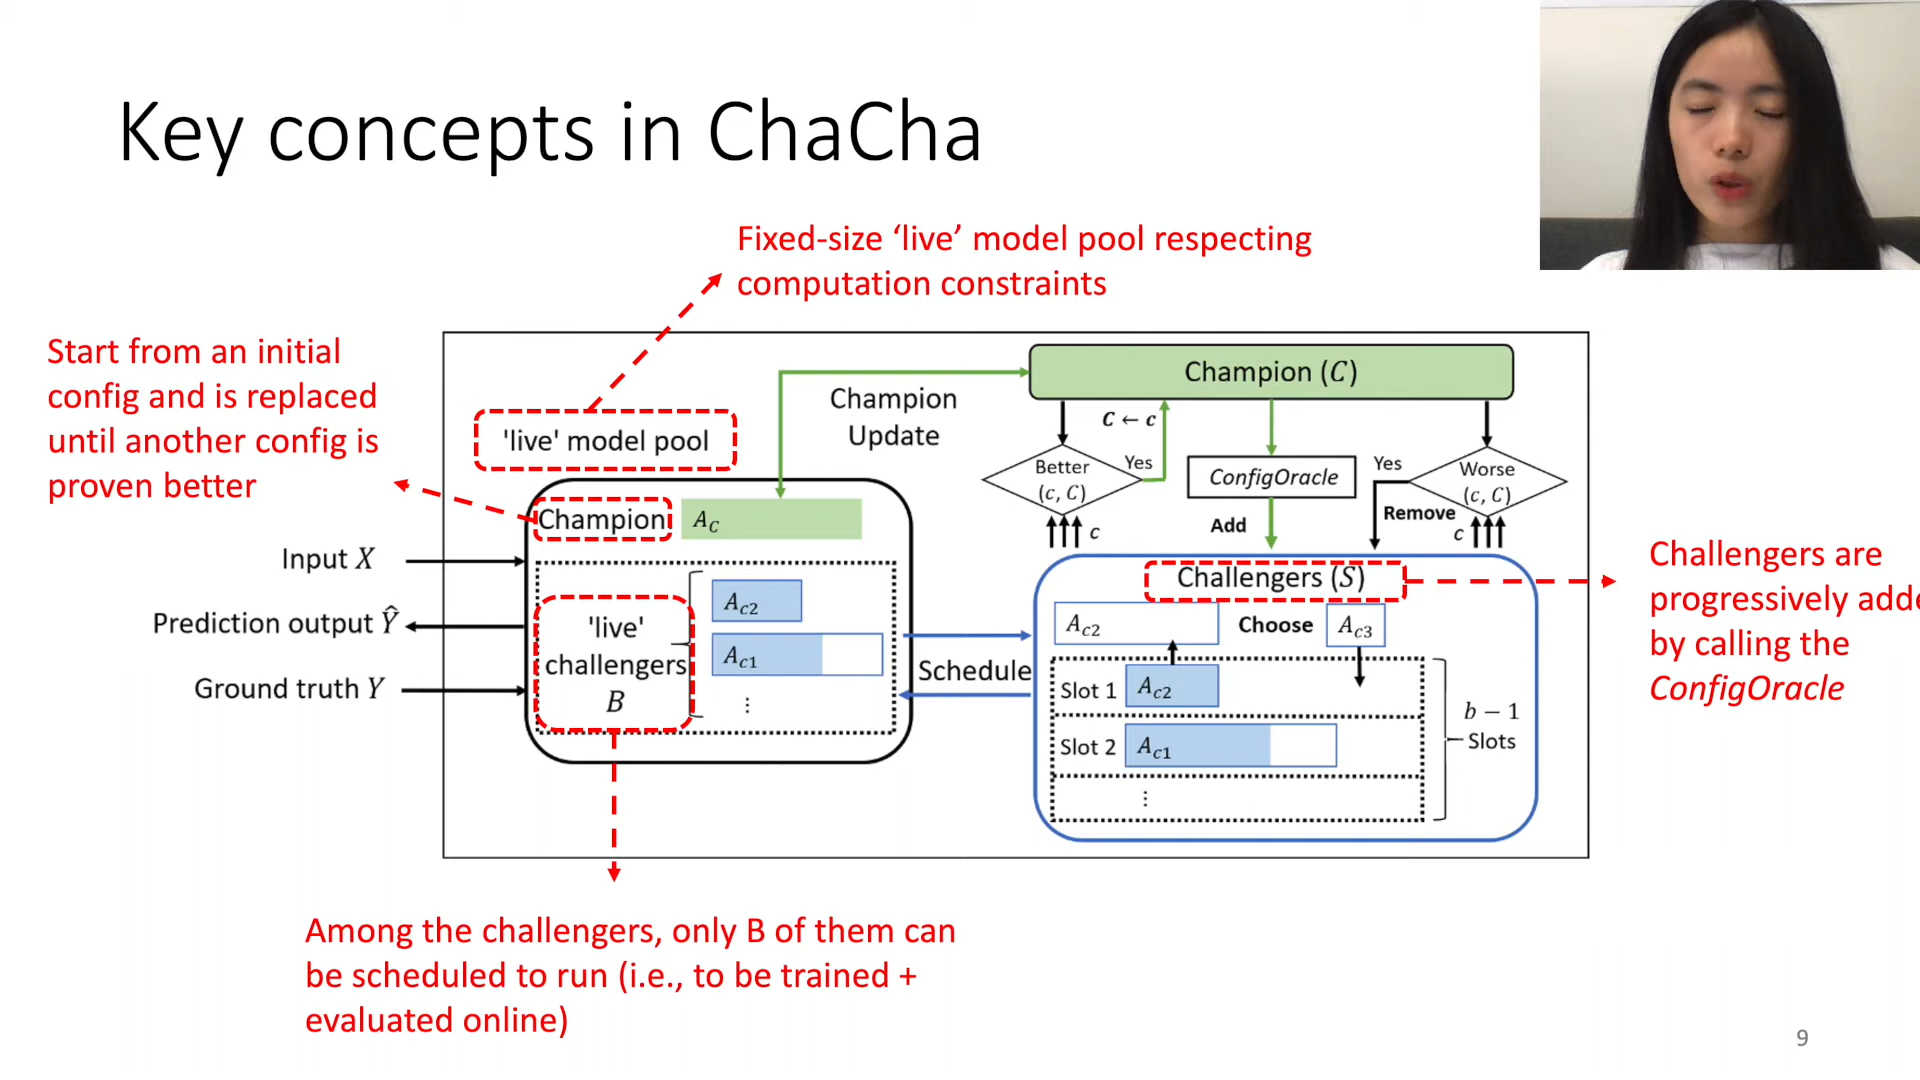 Key concepts in ChaCha
Fixed-size ‘live’ model pool respecting
computation constraints
Start from an initial
config and is replaced
until another config is
proven better
'live' model pool
Champion
Update
Champion (C)
C ← c
Better
(c, C)
Yes
ConfigOracle
Yes
Worse
(c, C)
Add
Remove
c
c
Champion
A_C
Input X
Prediction output Ŷ
Ground truth Y
'live'
challengers
B
A_c2
A_c1
⋮
Schedule
Challengers (S)
A_c2
Choose
A_c3
Slot 1
A_c2
Slot 2
A_c1
⋮
b − 1
Slots
Challengers are
progressively adde
by calling the
ConfigOracle
Among the challengers, only B of them can
be scheduled to run (i.e., to be trained +
evaluated online)
9